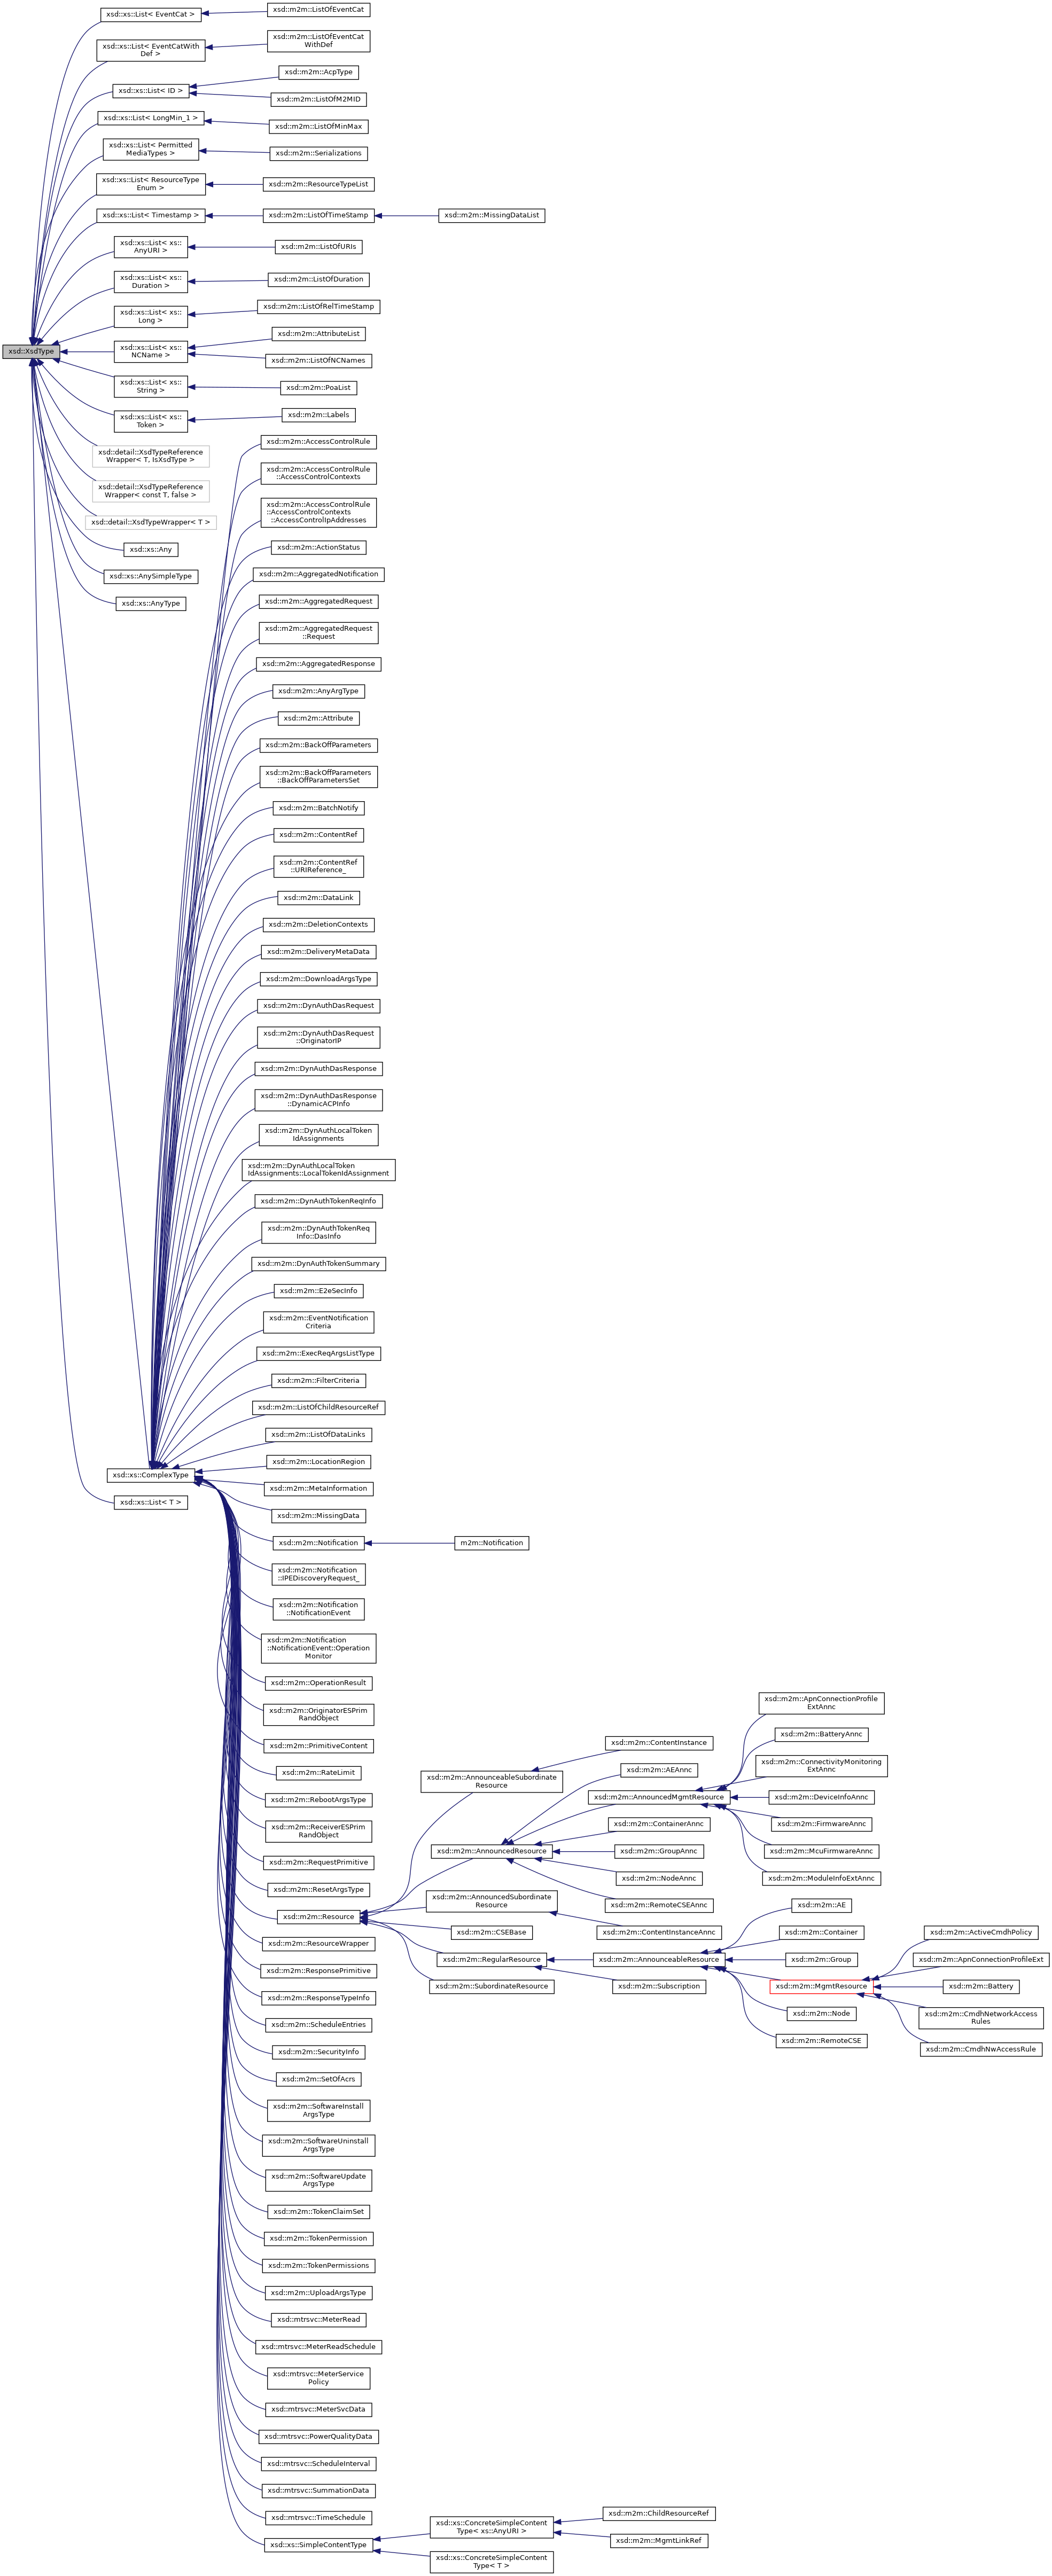 xsd::XsdType
xsd::xs::List< EventCat >
xsd::m2m::ListOfEventCat
xsd::xs::List< EventCatWith
Def >
xsd::m2m::ListOfEventCat
WithDef
xsd::xs::List< ID >
xsd::m2m::AcpType
xsd::m2m::ListOfM2MID
xsd::xs::List< LongMin_1 >
xsd::m2m::ListOfMinMax
xsd::xs::List< Permitted
MediaTypes >
xsd::m2m::Serializations
xsd::xs::List< ResourceType
Enum >
xsd::m2m::ResourceTypeList
xsd::xs::List< Timestamp >
xsd::m2m::ListOfTimeStamp
xsd::m2m::MissingDataList
xsd::xs::List< xs::
AnyURI >
xsd::m2m::ListOfURIs
xsd::xs::List< xs::
Duration >
xsd::m2m::ListOfDuration
xsd::xs::List< xs::
Long >
xsd::m2m::ListOfRelTimeStamp
xsd::xs::List< xs::
NCName >
xsd::m2m::AttributeList
xsd::m2m::ListOfNCNames
xsd::xs::List< xs::
String >
xsd::m2m::PoaList
xsd::xs::List< xs::
Token >
xsd::m2m::Labels
xsd::detail::XsdTypeReference
Wrapper< T, IsXsdType >
xsd::detail::XsdTypeReference
Wrapper< const T, false >
xsd::detail::XsdTypeWrapper< T >
xsd::xs::Any
xsd::xs::AnySimpleType
xsd::xs::AnyType
xsd::xs::ComplexType
xsd::xs::List< T >
xsd::m2m::AccessControlRule
xsd::m2m::AccessControlRule
::AccessControlContexts
xsd::m2m::AccessControlRule
::AccessControlContexts
::AccessControlIpAddresses
xsd::m2m::ActionStatus
xsd::m2m::AggregatedNotification
xsd::m2m::AggregatedRequest
xsd::m2m::AggregatedRequest
::Request
xsd::m2m::AggregatedResponse
xsd::m2m::AnyArgType
xsd::m2m::Attribute
xsd::m2m::BackOffParameters
xsd::m2m::BackOffParameters
::BackOffParametersSet
xsd::m2m::BatchNotify
xsd::m2m::ContentRef
xsd::m2m::ContentRef
::URIReference_
xsd::m2m::DataLink
xsd::m2m::DeletionContexts
xsd::m2m::DeliveryMetaData
xsd::m2m::DownloadArgsType
xsd::m2m::DynAuthDasRequest
xsd::m2m::DynAuthDasRequest
::OriginatorIP
xsd::m2m::DynAuthDasResponse
xsd::m2m::DynAuthDasResponse
::DynamicACPInfo
xsd::m2m::DynAuthLocalToken
IdAssignments
xsd::m2m::DynAuthLocalToken
IdAssignments::LocalTokenIdAssignment
xsd::m2m::DynAuthTokenReqInfo
xsd::m2m::DynAuthTokenReq
Info::DasInfo
xsd::m2m::DynAuthTokenSummary
xsd::m2m::E2eSecInfo
xsd::m2m::EventNotification
Criteria
xsd::m2m::ExecReqArgsListType
xsd::m2m::FilterCriteria
xsd::m2m::ListOfChildResourceRef
xsd::m2m::ListOfDataLinks
xsd::m2m::LocationRegion
xsd::m2m::MetaInformation
xsd::m2m::MissingData
xsd::m2m::Notification
m2m::Notification
xsd::m2m::Notification
::IPEDiscoveryRequest_
xsd::m2m::Notification
::NotificationEvent
xsd::m2m::Notification
::NotificationEvent::Operation
Monitor
xsd::m2m::OperationResult
xsd::m2m::OriginatorESPrim
RandObject
xsd::m2m::PrimitiveContent
xsd::m2m::RateLimit
xsd::m2m::RebootArgsType
xsd::m2m::ReceiverESPrim
RandObject
xsd::m2m::RequestPrimitive
xsd::m2m::ResetArgsType
xsd::m2m::Resource
xsd::m2m::ResourceWrapper
xsd::m2m::ResponsePrimitive
xsd::m2m::ResponseTypeInfo
xsd::m2m::ScheduleEntries
xsd::m2m::SecurityInfo
xsd::m2m::SetOfAcrs
xsd::m2m::SoftwareInstall
ArgsType
xsd::m2m::SoftwareUninstall
ArgsType
xsd::m2m::SoftwareUpdate
ArgsType
xsd::m2m::TokenClaimSet
xsd::m2m::TokenPermission
xsd::m2m::TokenPermissions
xsd::m2m::UploadArgsType
xsd::mtrsvc::MeterRead
xsd::mtrsvc::MeterReadSchedule
xsd::mtrsvc::MeterService
Policy
xsd::mtrsvc::MeterSvcData
xsd::mtrsvc::PowerQualityData
xsd::mtrsvc::ScheduleInterval
xsd::mtrsvc::SummationData
xsd::mtrsvc::TimeSchedule
xsd::xs::SimpleContentType
xsd::m2m::AnnounceableSubordinate
Resource
xsd::m2m::ContentInstance
xsd::m2m::AnnouncedResource
xsd::m2m::AEAnnc
xsd::m2m::AnnouncedMgmtResource
xsd::m2m::ApnConnectionProfile
ExtAnnc
xsd::m2m::BatteryAnnc
xsd::m2m::ConnectivityMonitoring
ExtAnnc
xsd::m2m::DeviceInfoAnnc
xsd::m2m::FirmwareAnnc
xsd::m2m::McuFirmwareAnnc
xsd::m2m::ModuleInfoExtAnnc
xsd::m2m::ContainerAnnc
xsd::m2m::GroupAnnc
xsd::m2m::NodeAnnc
xsd::m2m::RemoteCSEAnnc
xsd::m2m::AnnouncedSubordinate
Resource
xsd::m2m::ContentInstanceAnnc
xsd::m2m::CSEBase
xsd::m2m::RegularResource
xsd::m2m::AnnounceableResource
xsd::m2m::AE
xsd::m2m::Container
xsd::m2m::Group
xsd::m2m::MgmtResource
xsd::m2m::ActiveCmdhPolicy
xsd::m2m::ApnConnectionProfileExt
xsd::m2m::Battery
xsd::m2m::CmdhNetworkAccess
Rules
xsd::m2m::CmdhNwAccessRule
xsd::m2m::Node
xsd::m2m::RemoteCSE
xsd::m2m::Subscription
xsd::m2m::SubordinateResource
xsd::xs::ConcreteSimpleContent
Type< xs::AnyURI >
xsd::m2m::ChildResourceRef
xsd::m2m::MgmtLinkRef
xsd::xs::ConcreteSimpleContent
Type< T >